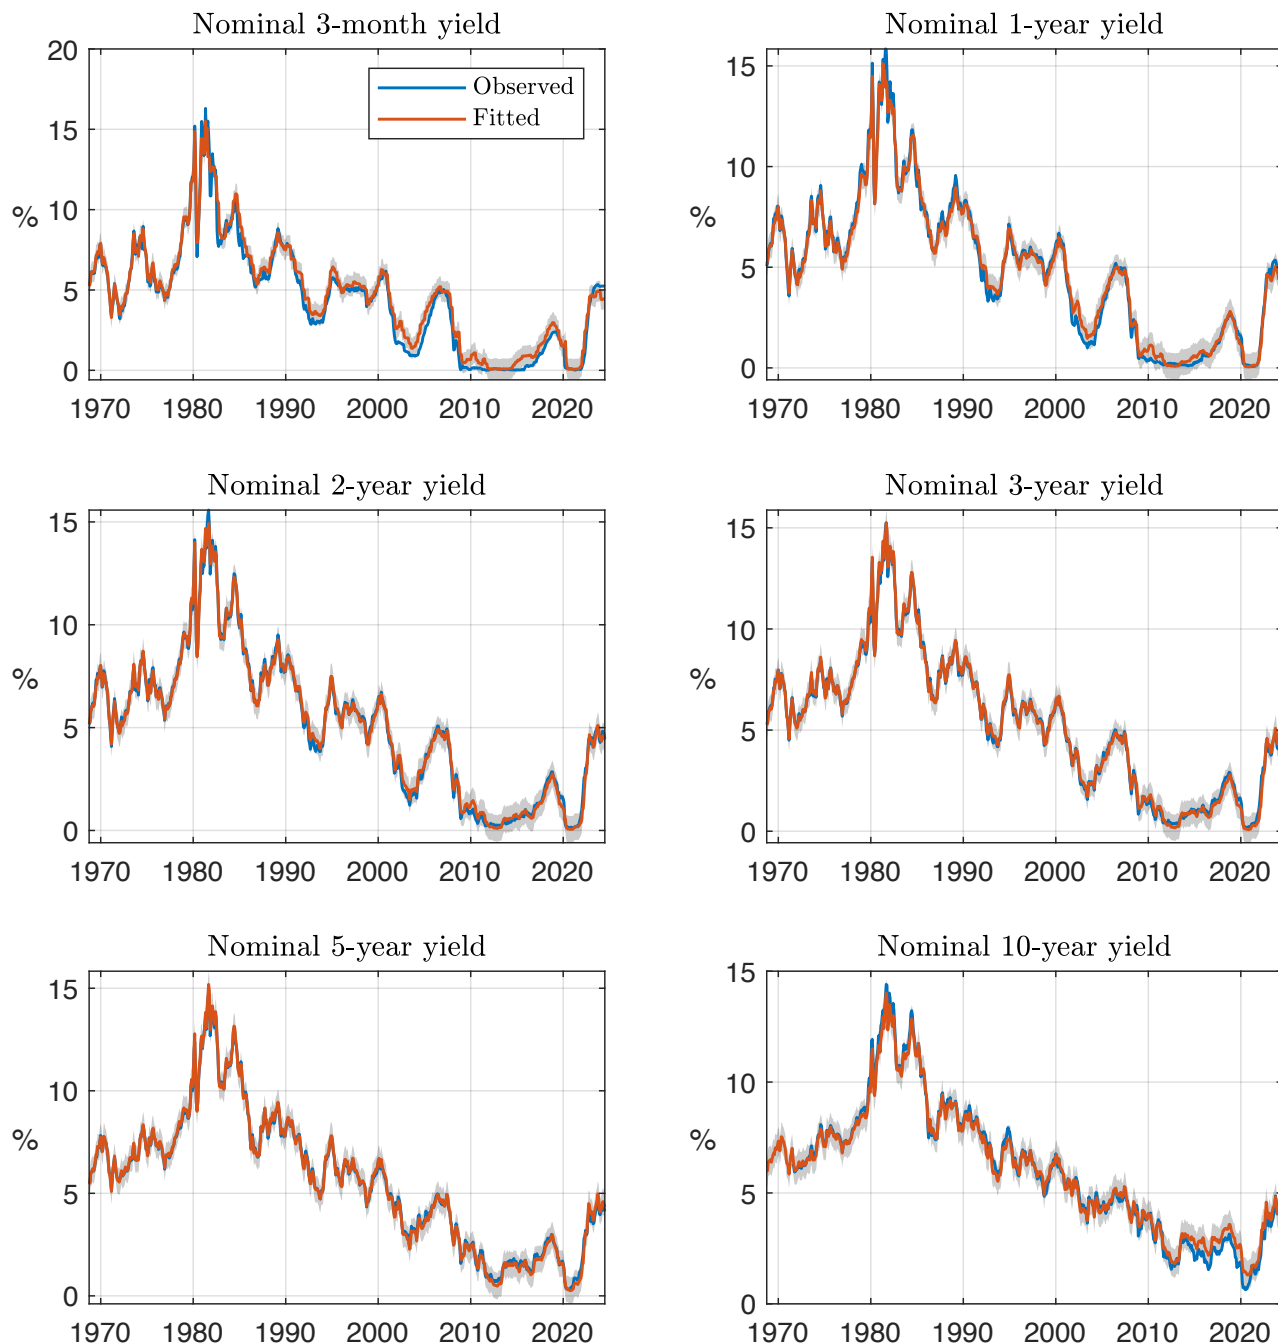 Nominal 3-month yield
20
15
10
5
0
%
Observed
Fitted
1970 1980 1990 2000 2010 2020
Nominal 1-year yield
15
10
5
0
%
1970 1980 1990 2000 2010 2020
Nominal 2-year yield
15
10
5
0
%
1970 1980 1990 2000 2010 2020
Nominal 3-year yield
15
10
5
0
%
1970 1980 1990 2000 2010 2020
Nominal 5-year yield
15
10
5
0
%
1970 1980 1990 2000 2010 2020
Nominal 10-year yield
15
10
5
0
%
1970 1980 1990 2000 2010 2020